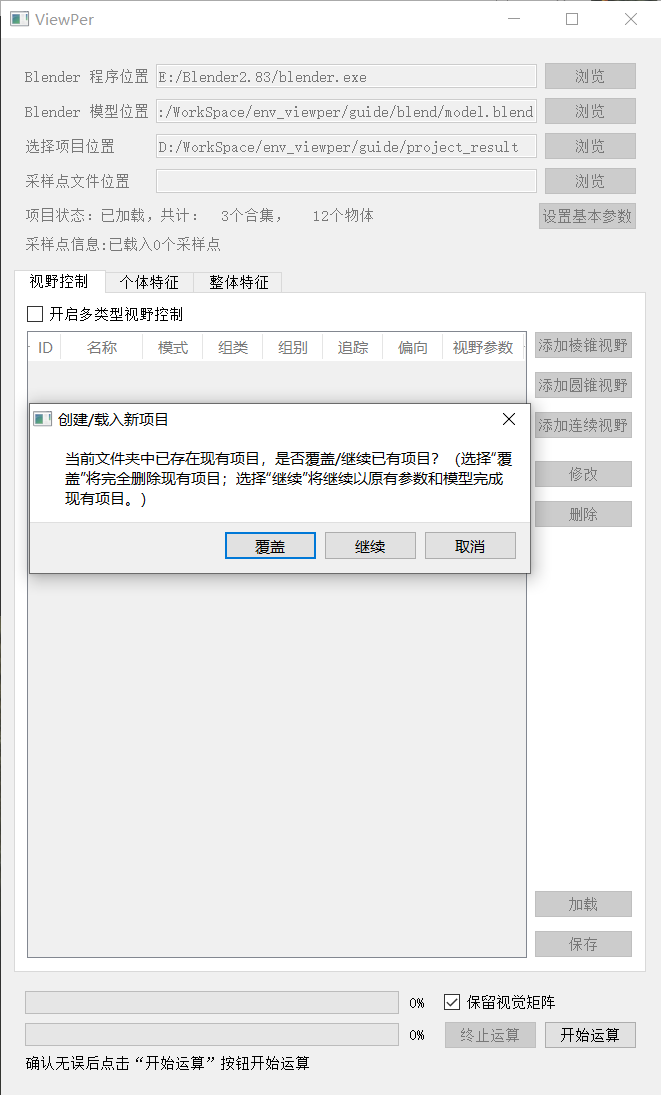 ViewPer
Blender 程序位置 E:/Blender2.83/blender.exe 浏览
Blender 模型位置 :/WorkSpace/env_viewper/guide/blend/model.blend 浏览
选择项目位置 D:/WorkSpace/env_viewper/guide/project_result 浏览
采样点文件位置 浏览
项目状态：已加载，共计： 3个合集， 12个物体 设置基本参数
采样点信息:已载入0个采样点
视野控制 个体特征 整体特征
开启多类型视野控制
ID 名称 模式 组类 组别 追踪 偏向 视野参数 添加棱锥视野
添加圆锥视野
创建/载入新项目
添加连续视野
当前文件夹中已存在现有项目，是否覆盖/继续已有项目？（选择“覆
盖”将完全删除现有项目；选择“继续”将继续以原有参数和模型完成
现有项目。）
修改
删除
覆盖 继续 取消
加载
保存
0% 保留视觉矩阵
0% 终止运算 开始运算
确认无误后点击“开始运算”按钮开始运算